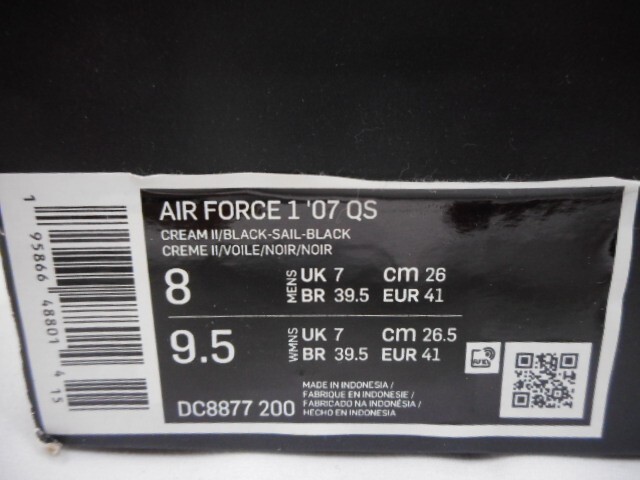 AIR FORCE 1 '07 QS
CREAM II/BLACK-SAIL-BLACK
CREME II/VOILE/NOIR/NOIR
8 MENS UK 7 cm 26
BR 39.5 EUR 41
9.5 WMNS UK 7 cm 26.5
BR 39.5 EUR 41
DC8877 200
MADE IN INDONESIA /
FABRIQUE EN INDONESIE /
FABRICADO NA INDONÉSIA /
HECHO EN INDONESIA
1 95866 48801 4 15